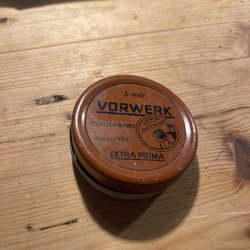 5 mtr.
VORWERK
ISOLIERBAND
QUALITÄT
EXTRA PRIMA